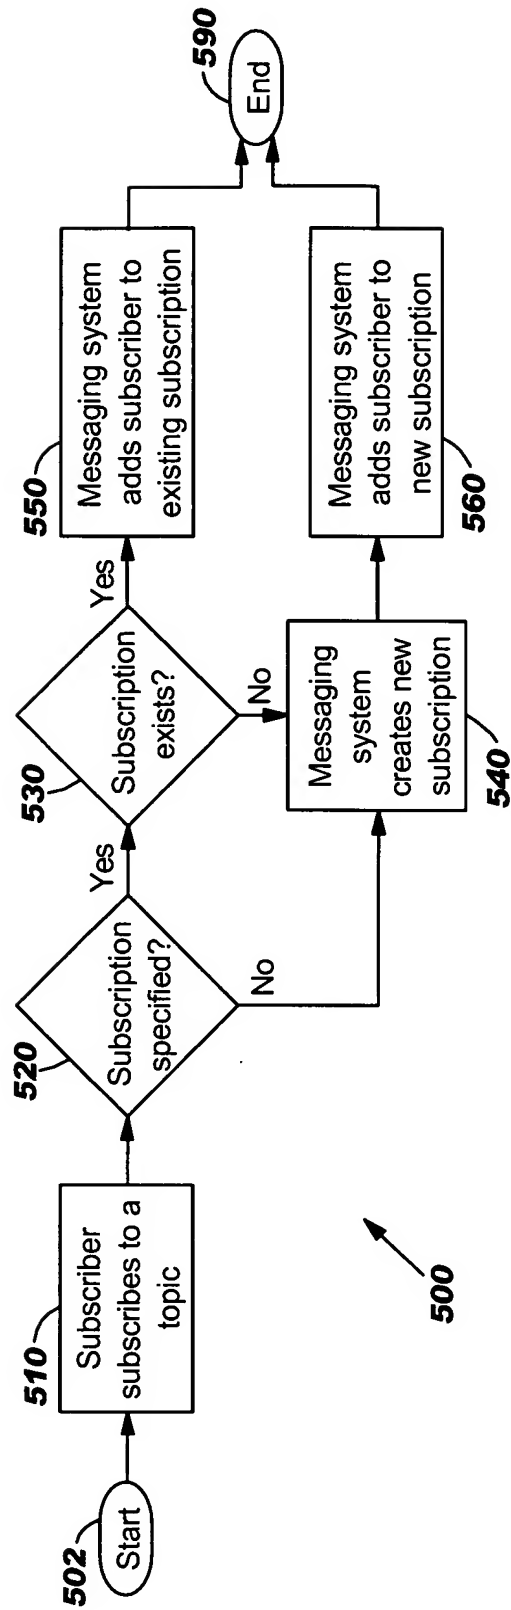 502
Start
510
Subscriber
subscribes to a
topic
520
Subscription
specified?
Yes
No
530
Subscription
exists?
Yes
No
540
Messaging
system
creates new
subscription
550
Messaging system
adds subscriber to
existing subscription
560
Messaging system
adds subscriber to
new subscription
590
End
500